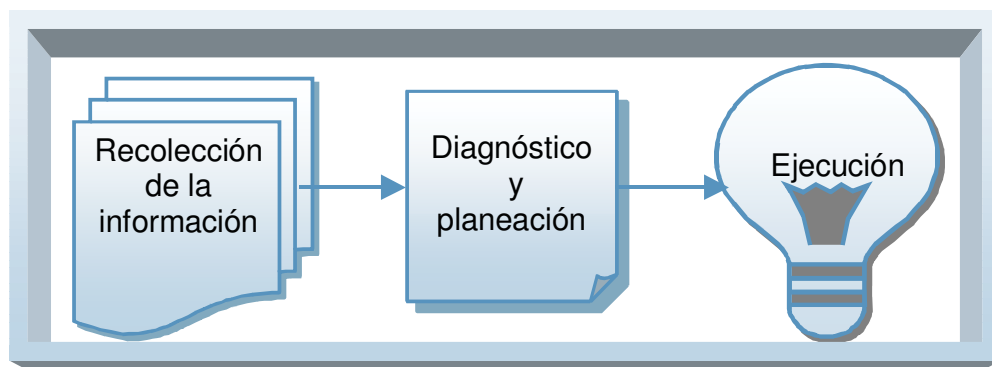 Recolección
de la
información
Diagnóstico
y
planeación
Ejecución